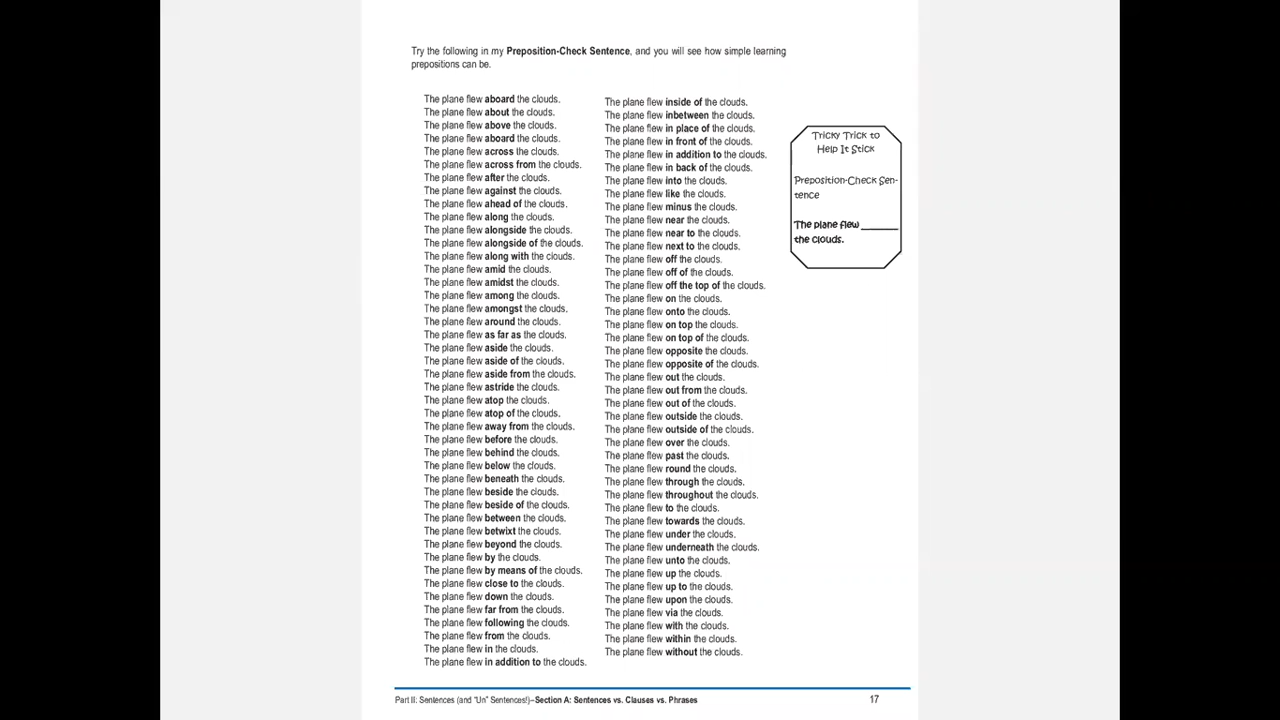 Try the following in my Preposition-Check Sentence, and you will see how simple learning
prepositions can be.
The plane flew aboard the clouds.
The plane flew about the clouds.
The plane flew above the clouds.
The plane flew aboard the clouds.
The plane flew across the clouds.
The plane flew across from the clouds.
The plane flew after the clouds.
The plane flew against the clouds.
The plane flew ahead of the clouds.
The plane flew along the clouds.
The plane flew alongside the clouds.
The plane flew alongside of the clouds.
The plane flew along with the clouds.
The plane flew amid the clouds.
The plane flew amidst the clouds.
The plane flew among the clouds.
The plane flew amongst the clouds.
The plane flew around the clouds.
The plane flew as far as the clouds.
The plane flew aside the clouds.
The plane flew aside of the clouds.
The plane flew aside from the clouds.
The plane flew astride the clouds.
The plane flew atop the clouds.
The plane flew atop of the clouds.
The plane flew away from the clouds.
The plane flew before the clouds.
The plane flew behind the clouds.
The plane flew below the clouds.
The plane flew beneath the clouds.
The plane flew beside the clouds.
The plane flew beside of the clouds.
The plane flew between the clouds.
The plane flew betwixt the clouds.
The plane flew beyond the clouds.
The plane flew by the clouds.
The plane flew by means of the clouds.
The plane flew close to the clouds.
The plane flew down the clouds.
The plane flew far from the clouds.
The plane flew following the clouds.
The plane flew from the clouds.
The plane flew in the clouds.
The plane flew in addition to the clouds.
The plane flew inside of the clouds.
The plane flew inbetween the clouds.
The plane flew in place of the clouds.
The plane flew in front of the clouds.
The plane flew in addition to the clouds.
The plane flew in back of the clouds.
The plane flew into the clouds.
The plane flew like the clouds.
The plane flew minus the clouds.
The plane flew near the clouds.
The plane flew near to the clouds.
The plane flew next to the clouds.
The plane flew off the clouds.
The plane flew off of the clouds.
The plane flew off the top of the clouds.
The plane flew on the clouds.
The plane flew onto the clouds.
The plane flew on top the clouds.
The plane flew on top of the clouds.
The plane flew opposite the clouds.
The plane flew opposite of the clouds.
The plane flew out the clouds.
The plane flew out from the clouds.
The plane flew out of the clouds.
The plane flew outside the clouds.
The plane flew outside of the clouds.
The plane flew over the clouds.
The plane flew past the clouds.
The plane flew round the clouds.
The plane flew through the clouds.
The plane flew throughout the clouds.
The plane flew to the clouds.
The plane flew towards the clouds.
The plane flew under the clouds.
The plane flew underneath the clouds.
The plane flew unto the clouds.
The plane flew up the clouds.
The plane flew up to the clouds.
The plane flew upon the clouds.
The plane flew via the clouds.
The plane flew with the clouds.
The plane flew within the clouds.
The plane flew without the clouds.
Tricky Trick to
Help It Stick
Preposition-Check Sen-
tence
The plane flew _______
the clouds.
Part II: Sentences (and "Un" Sentences!)–Section A: Sentences vs. Clauses vs. Phrases 17